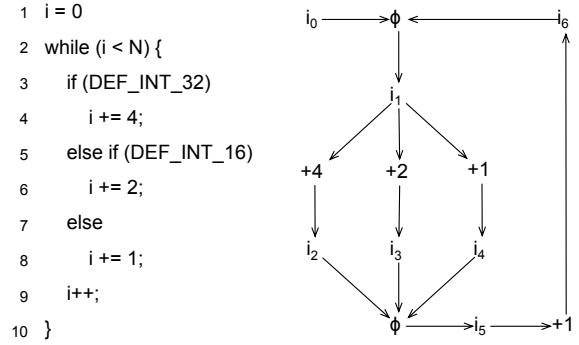 1 i = 0
2 while (i < N) {
3 if (DEF_INT_32)
4 i += 4;
5 else if (DEF_INT_16)
6 i += 2;
7 else
8 i += 1;
9 i++;
10 }
i₀ ϕ i₆
i₁
+4 +2 +1
i₂ i₃ i₄
ϕ i₅ +1